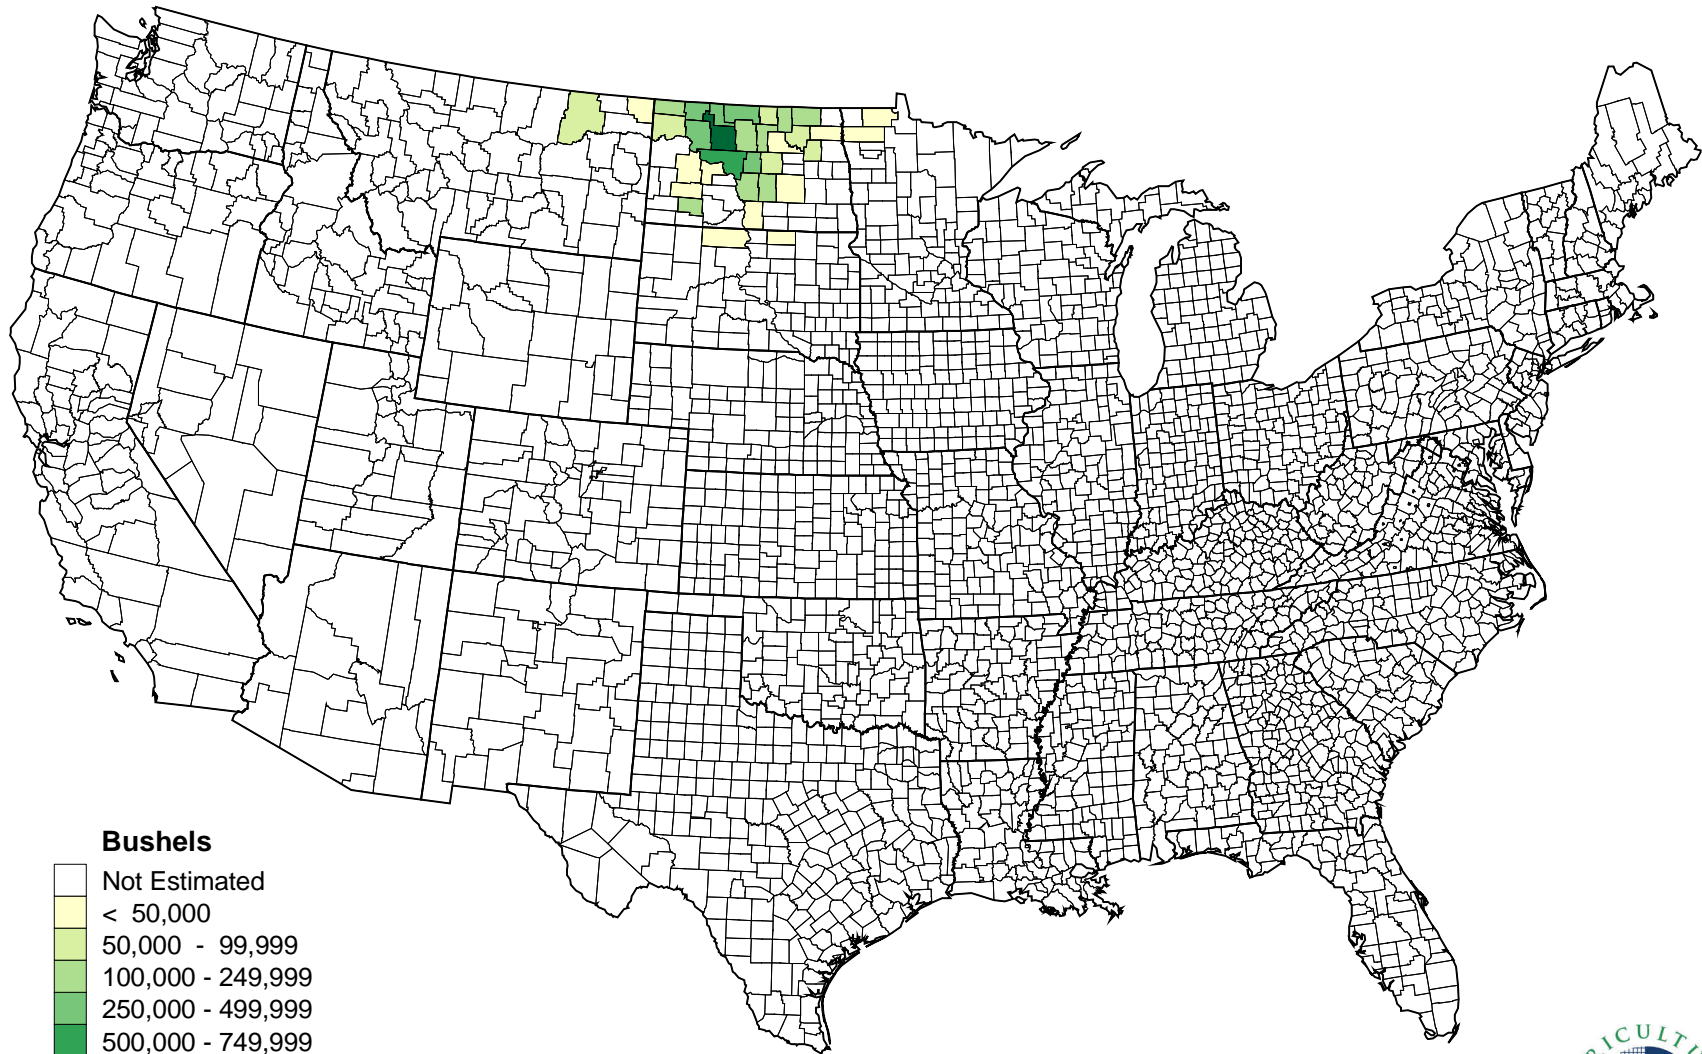 Bushels
Not Estimated
< 50,000
50,000 - 99,999
100,000 - 249,999
250,000 - 499,999
500,000 - 749,999